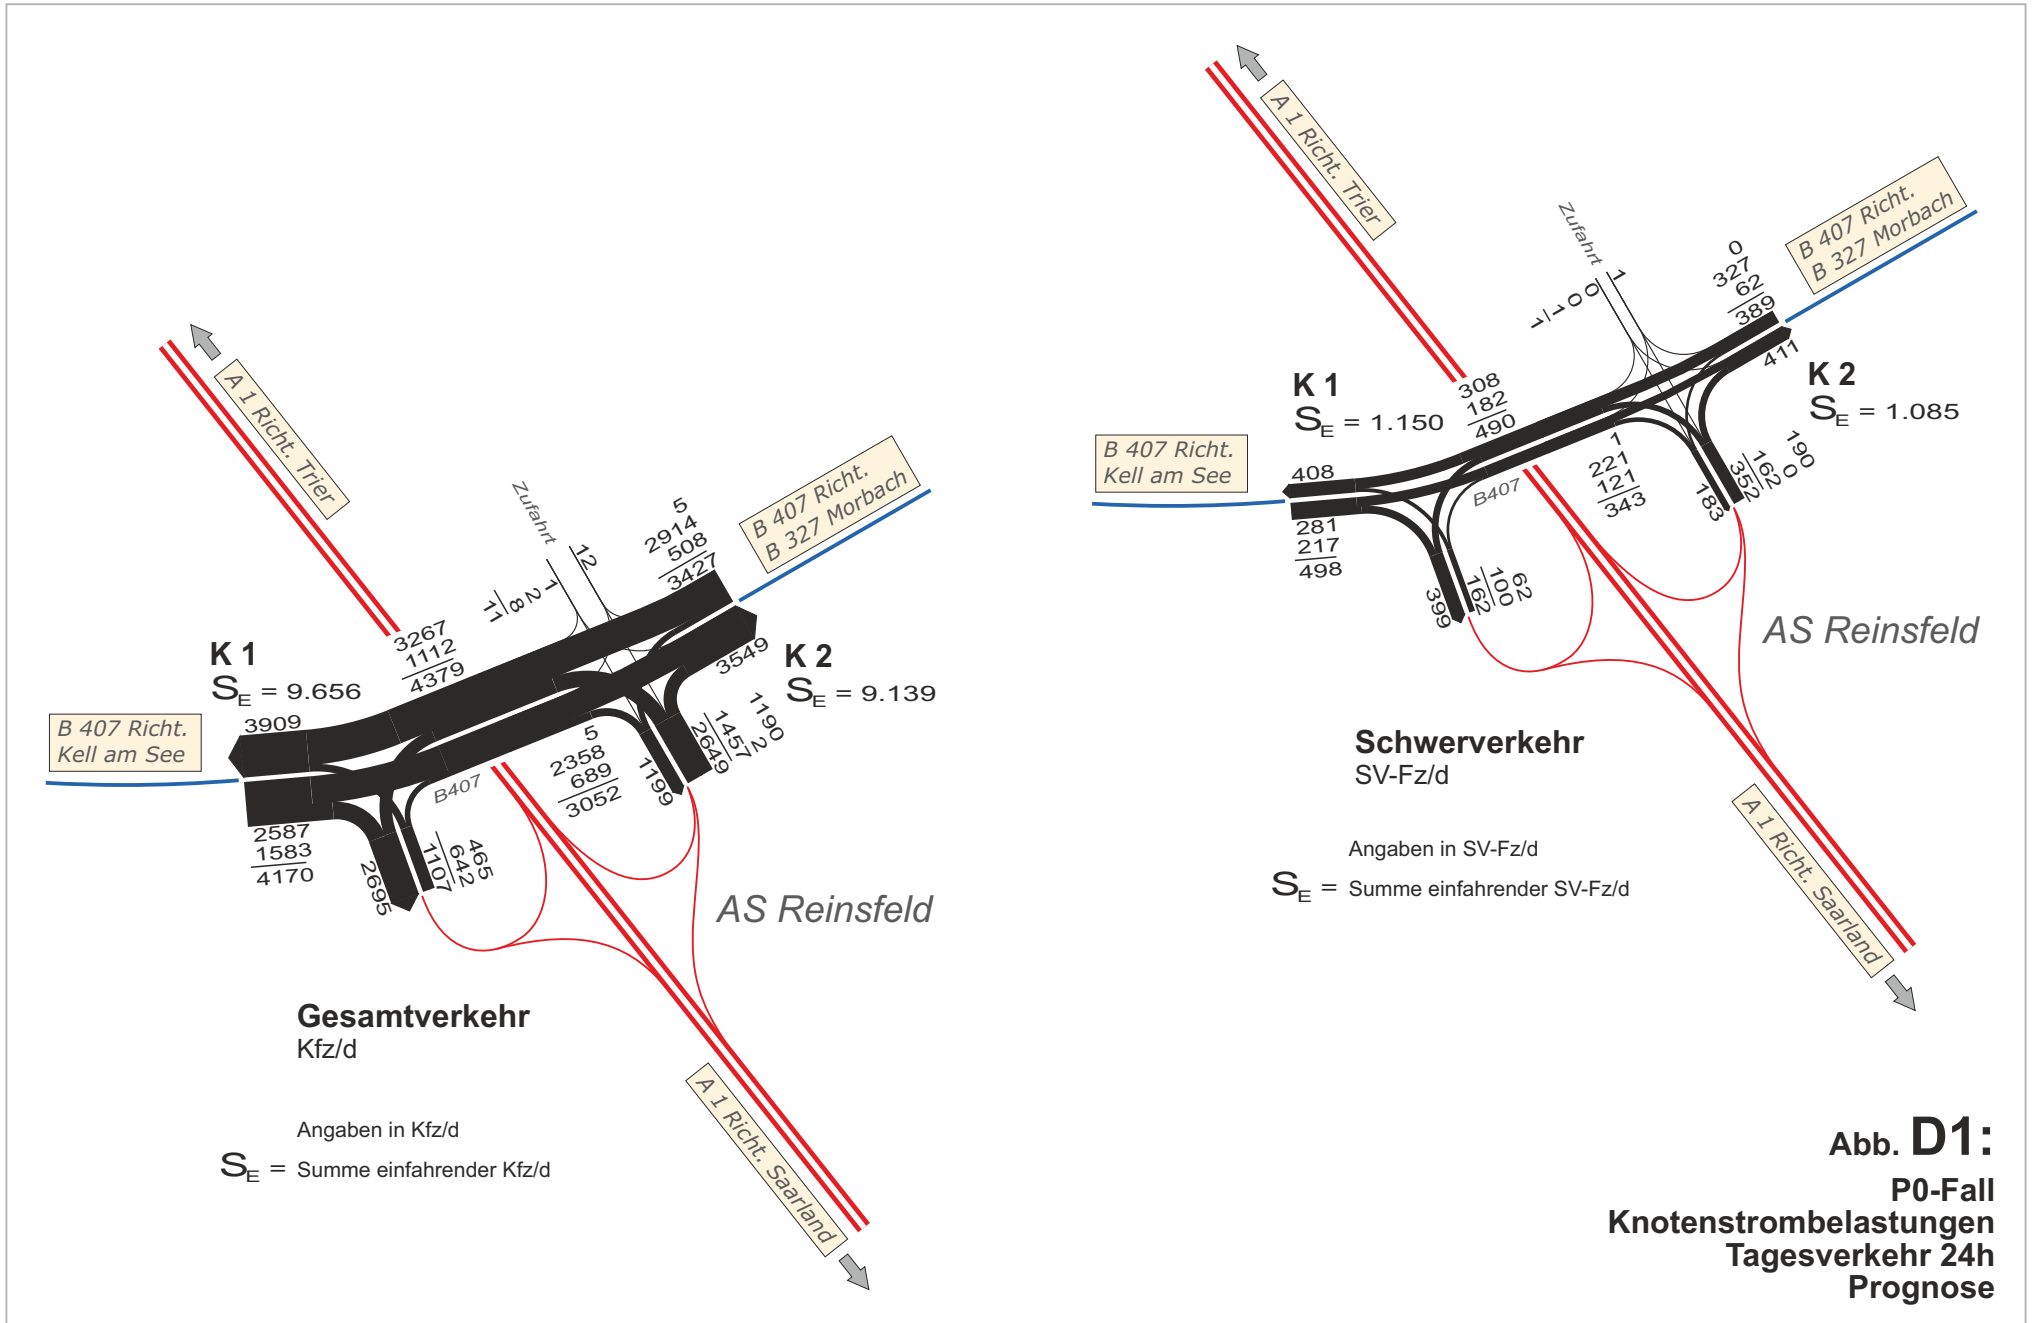 A 1 Richt. Trier
Zufahrt
12
1
2
8
11
5
2914
508
3427
B 407 Richt.
B 327 Morbach
3549
K 1
SE = 9.656
3267
1112
4379
K 2
SE = 9.139
B 407 Richt.
Kell am See
3909
2587
1583
4170
B407
2695
1107
642
465
5
2358
689
3052
1199
2649
1457
2
1190
AS Reinsfeld
A 1 Richt. Saarland
Gesamtverkehr
Kfz/d
Angaben in Kfz/d
SE = Summe einfahrender Kfz/d
A 1 Richt. Trier
Zufahrt
1
0
0
1
1
0
327
62
389
B 407 Richt.
B 327 Morbach
411
K 1
SE = 1.150
308
182
490
K 2
SE = 1.085
B 407 Richt.
Kell am See
408
281
217
498
B407
399
162
100
62
1
221
121
343
183
352
162
0
190
AS Reinsfeld
A 1 Richt. Saarland
Schwerverkehr
SV-Fz/d
Angaben in SV-Fz/d
SE = Summe einfahrender SV-Fz/d
Abb. D1:
P0-Fall
Knotenstrombelastungen
Tagesverkehr 24h
Prognose